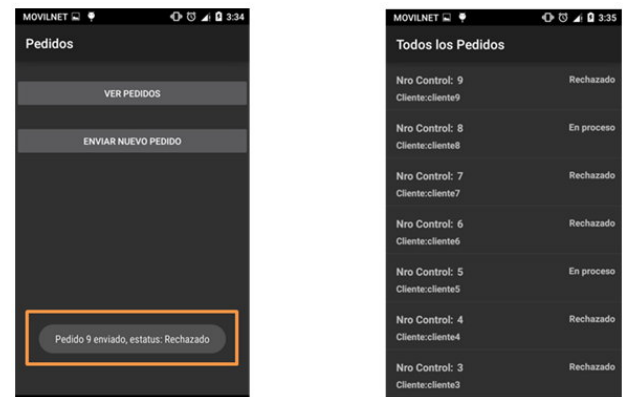 MOVILNET 3:34
Pedidos
VER PEDIDOS
ENVIAR NUEVO PEDIDO
Pedido 9 enviado, estatus: Rechazado
MOVILNET 3:35
Todos los Pedidos
Nro Control: 9 Rechazado
Cliente:cliente9
Nro Control: 8 En proceso
Cliente:cliente8
Nro Control: 7 Rechazado
Cliente:cliente7
Nro Control: 6 Rechazado
Cliente:cliente6
Nro Control: 5 En proceso
Cliente:cliente5
Nro Control: 4 Rechazado
Cliente:cliente4
Nro Control: 3 Rechazado
Cliente:cliente3